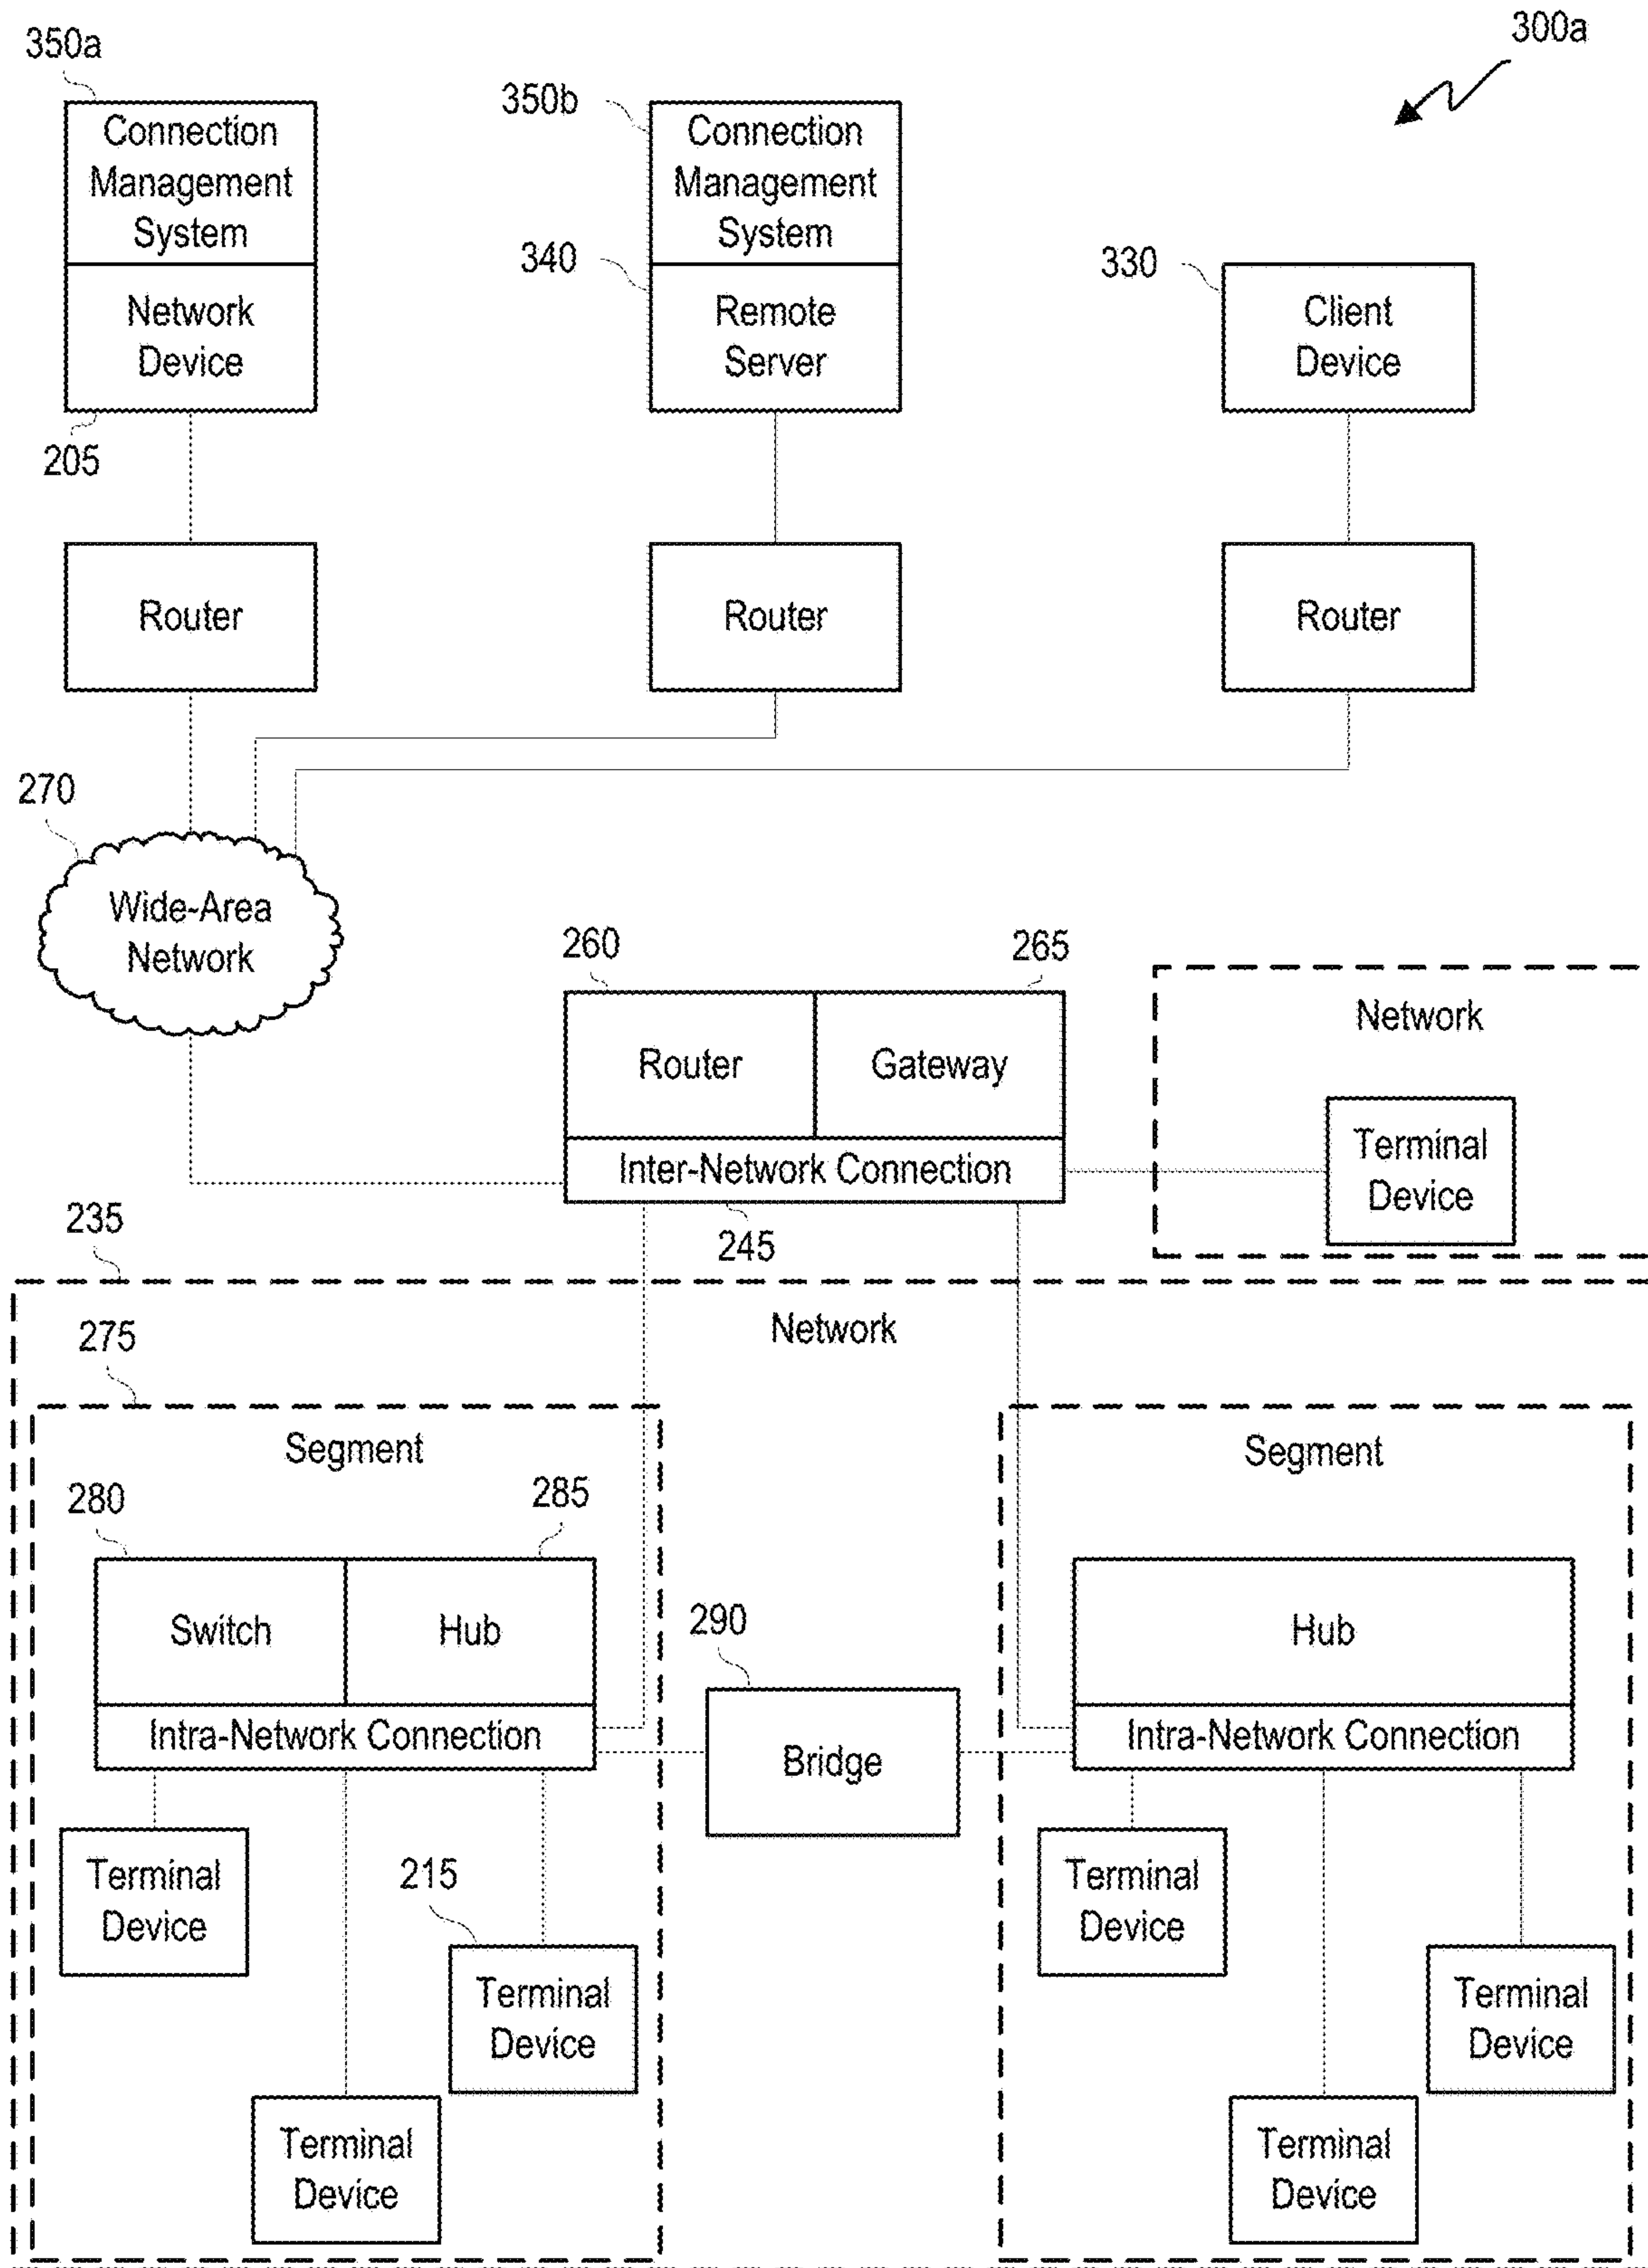 300a
350a
Connection
Management
System
Network
Device
205
350b
Connection
Management
System
340
Remote
Server
330
Client
Device
Router
Router
Router
270
Wide-Area
Network
260
265
Router
Gateway
Inter-Network Connection
245
Network
Terminal
Device
235
Network
275
Segment
280
285
Switch
Hub
Intra-Network Connection
290
Bridge
Segment
Hub
Intra-Network Connection
Terminal
Device
215
Terminal
Device
Terminal
Device
Terminal
Device
Terminal
Device
Terminal
Device